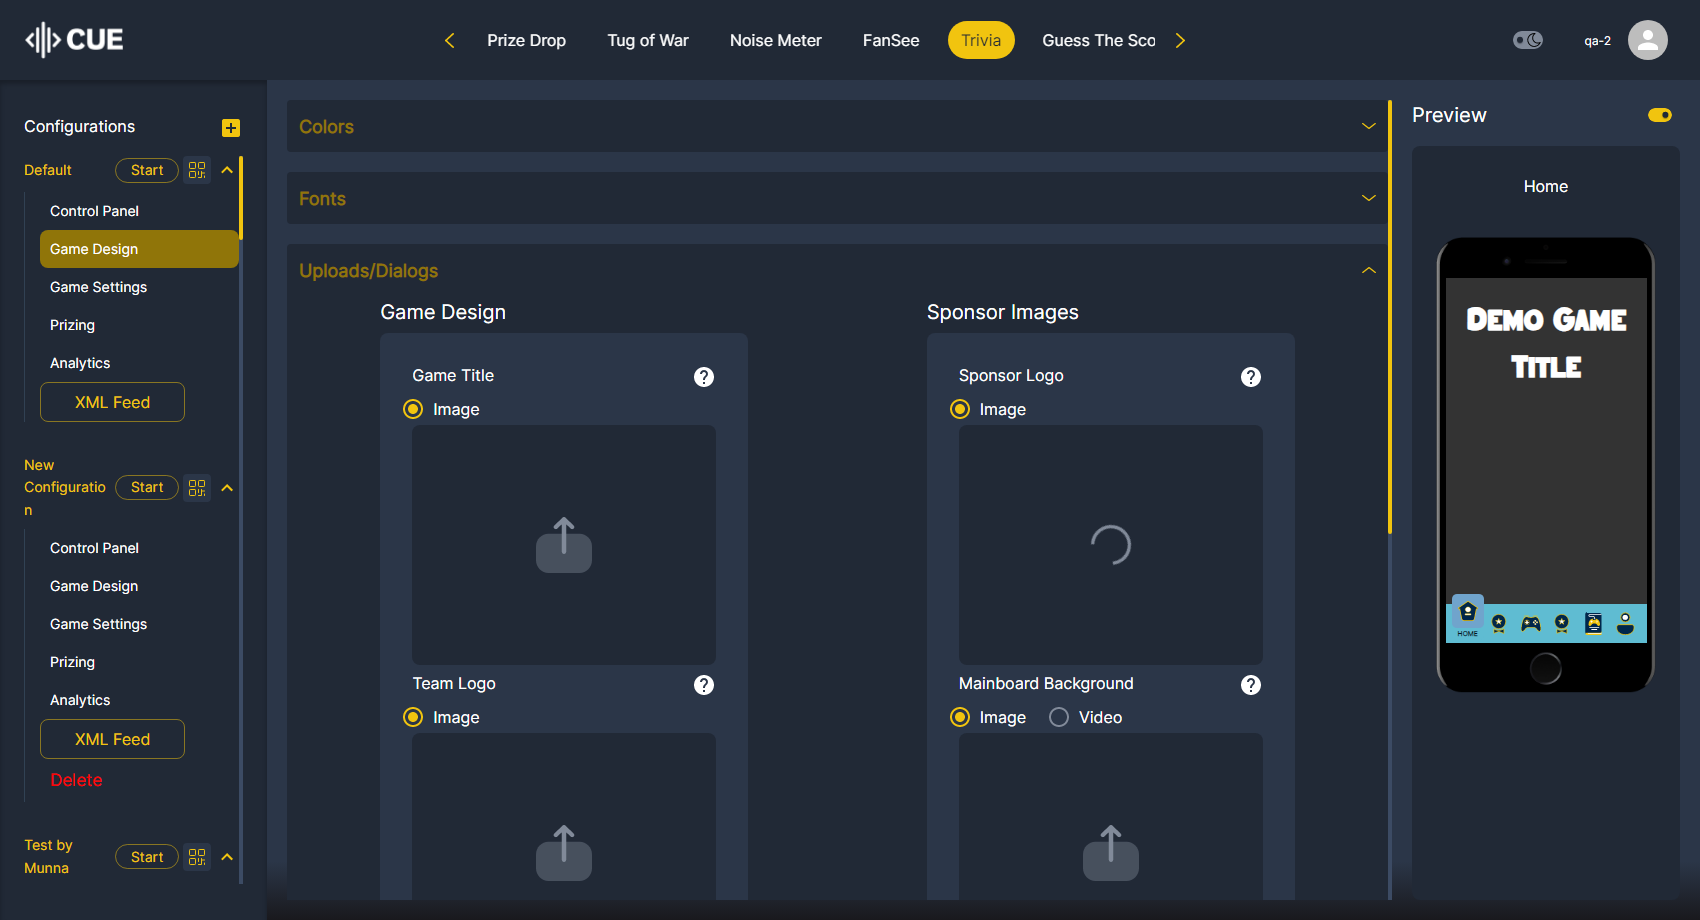 CUE
Prize Drop
Tug of War
Noise Meter
FanSee
Trivia
Guess The Sco
qa-2
Configurations
Default
Start
Control Panel
Game Design
Game Settings
Prizing
Analytics
XML Feed
New
Configuratio
n
Start
Control Panel
Game Design
Game Settings
Prizing
Analytics
XML Feed
Delete
Test by
Munna
Start
Colors
Fonts
Uploads/Dialogs
Game Design
Game Title
?
Image
Team Logo
?
Image
Sponsor Images
Sponsor Logo
?
Image
Mainboard Background
?
Image
Video
Preview
Home
Demo Game
Title
HOME